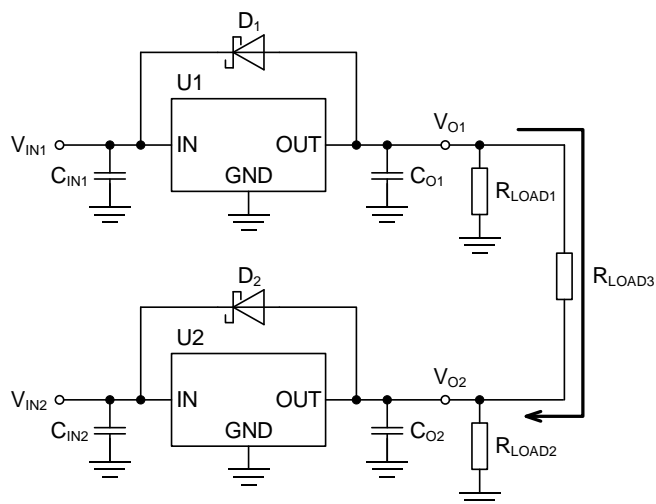 D1
U1
VIN1
IN
OUT
VO1
CIN1
GND
CO1
RLOAD1
RLOAD3
D2
U2
VIN2
IN
OUT
VO2
CIN2
GND
CO2
RLOAD2